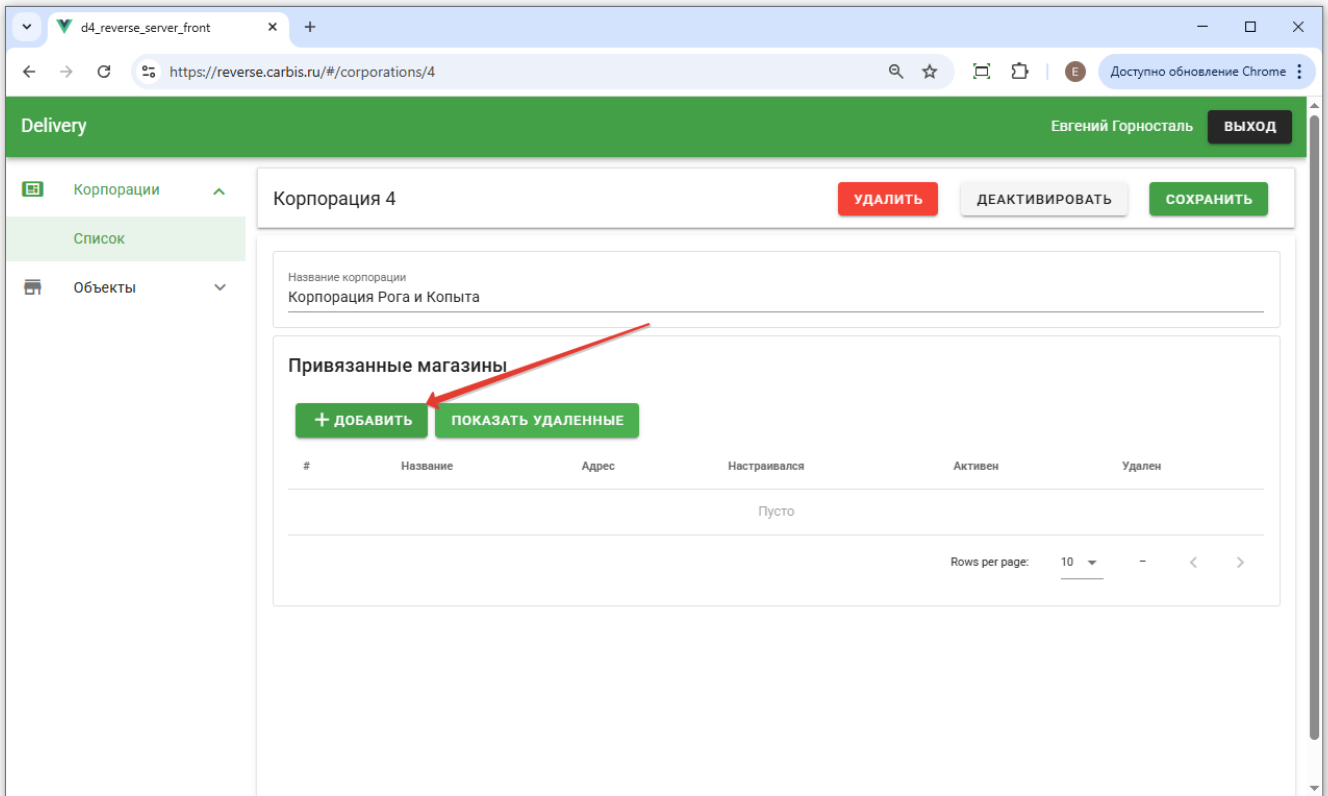 d4_reverse_server_front
https://reverse.carbis.ru/#/corporations/4
E
Доступно обновление Chrome
Delivery
Евгений Горносталь
ВЫХОД
Корпорации
Список
Объекты
Корпорация 4
УДАЛИТЬ
ДЕАКТИВИРОВАТЬ
СОХРАНИТЬ
Название корпорации
Корпорация Рога и Копыта
Привязанные магазины
+ ДОБАВИТЬ
ПОКАЗАТЬ УДАЛЕННЫЕ
# Название Адрес Настраивался Активен Удален
Пусто
Rows per page: 10 –